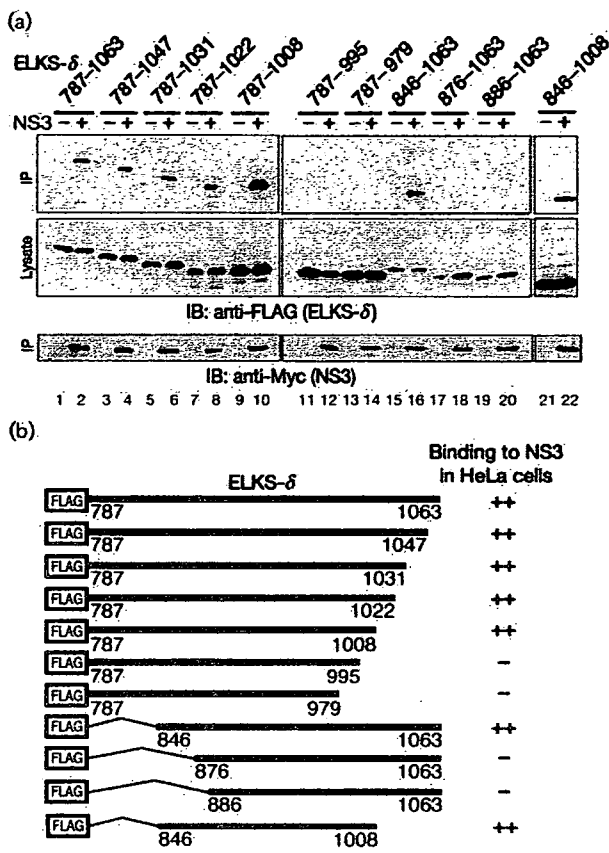 (a)
ELKS-δ
787–1063 787–1047 787–1031 787–1022 787–1008 787–995 787–979 846–1063 876–1063 886–1063 846–1008
NS3 – + – + – + – + – + – + – + – + – + – + – +
IP
Lysate
IB: anti-FLAG (ELKS-δ)
IP
IB: anti-Myc (NS3)
1 2 3 4 5 6 7 8 9 10 11 12 13 14 15 16 17 18 19 20 21 22
(b)
Binding to NS3
ELKS-δ in HeLa cells
FLAG ++
787 1063
FLAG ++
787 1047
FLAG ++
787 1031
FLAG ++
787 1022
FLAG ++
787 1008
FLAG –
787 995
FLAG –
787 979
FLAG ++
846 1063
FLAG –
876 1063
FLAG –
886 1063
FLAG ++
846 1008